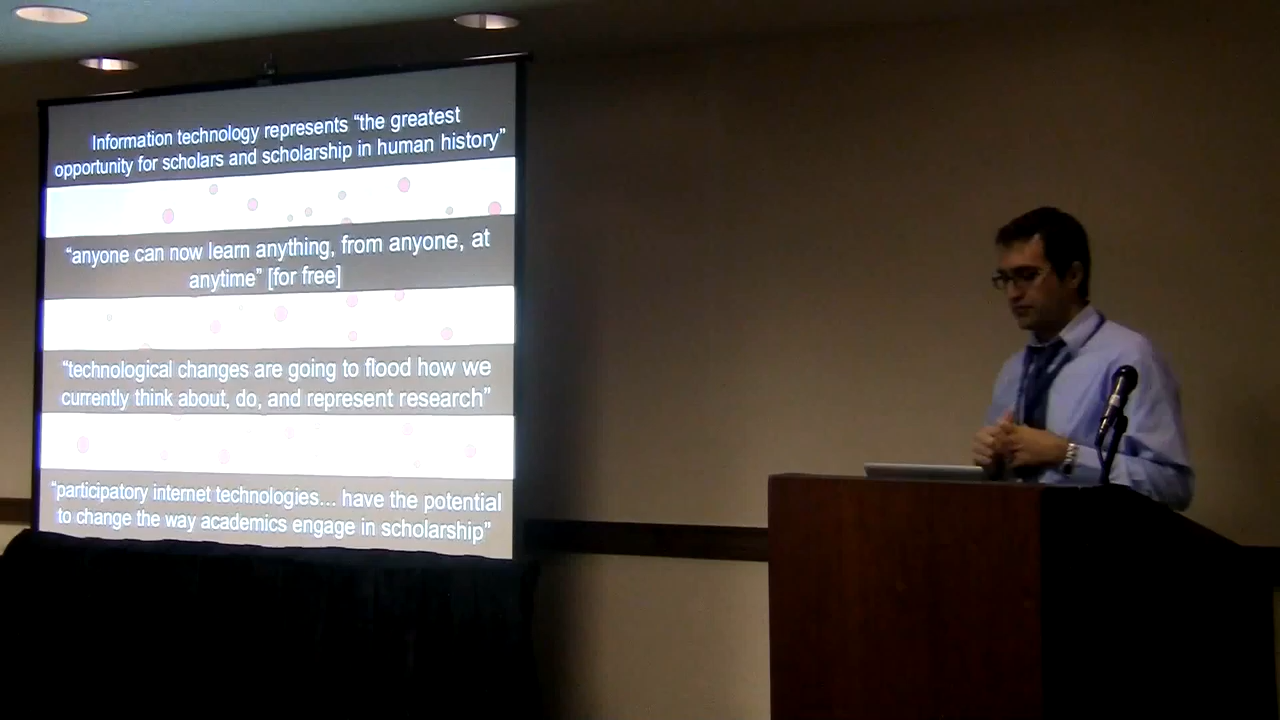 Information technology represents “the greatest
opportunity for scholars and scholarship in human history”
“anyone can now learn anything, from anyone, at
anytime” [for free]
“technological changes are going to flood how we
currently think about, do, and represent research”
“participatory internet technologies... have the potential
to change the way academics engage in scholarship”